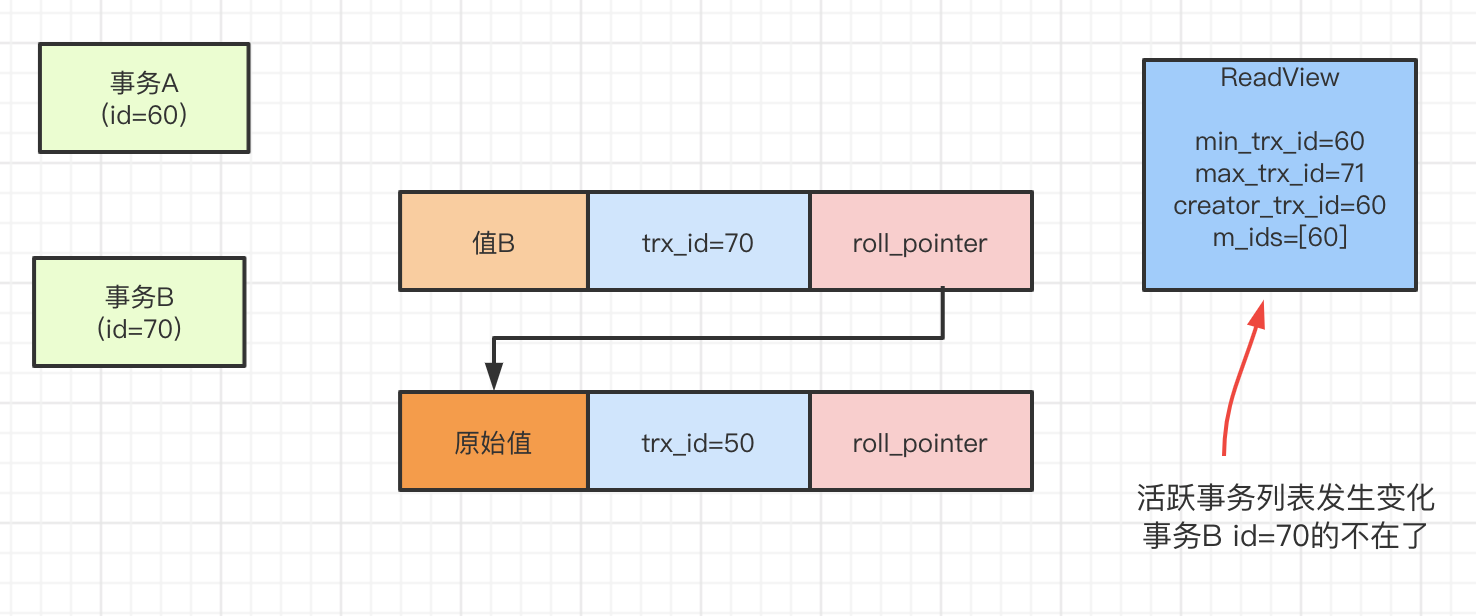 事务A
(id=60)
ReadView
min_trx_id=60
max_trx_id=71
creator_trx_id=60
m_ids=[60]
值B
trx_id=70
roll_pointer
事务B
(id=70)
原始值
trx_id=50
roll_pointer
活跃事务列表发生变化
事务B id=70的不在了